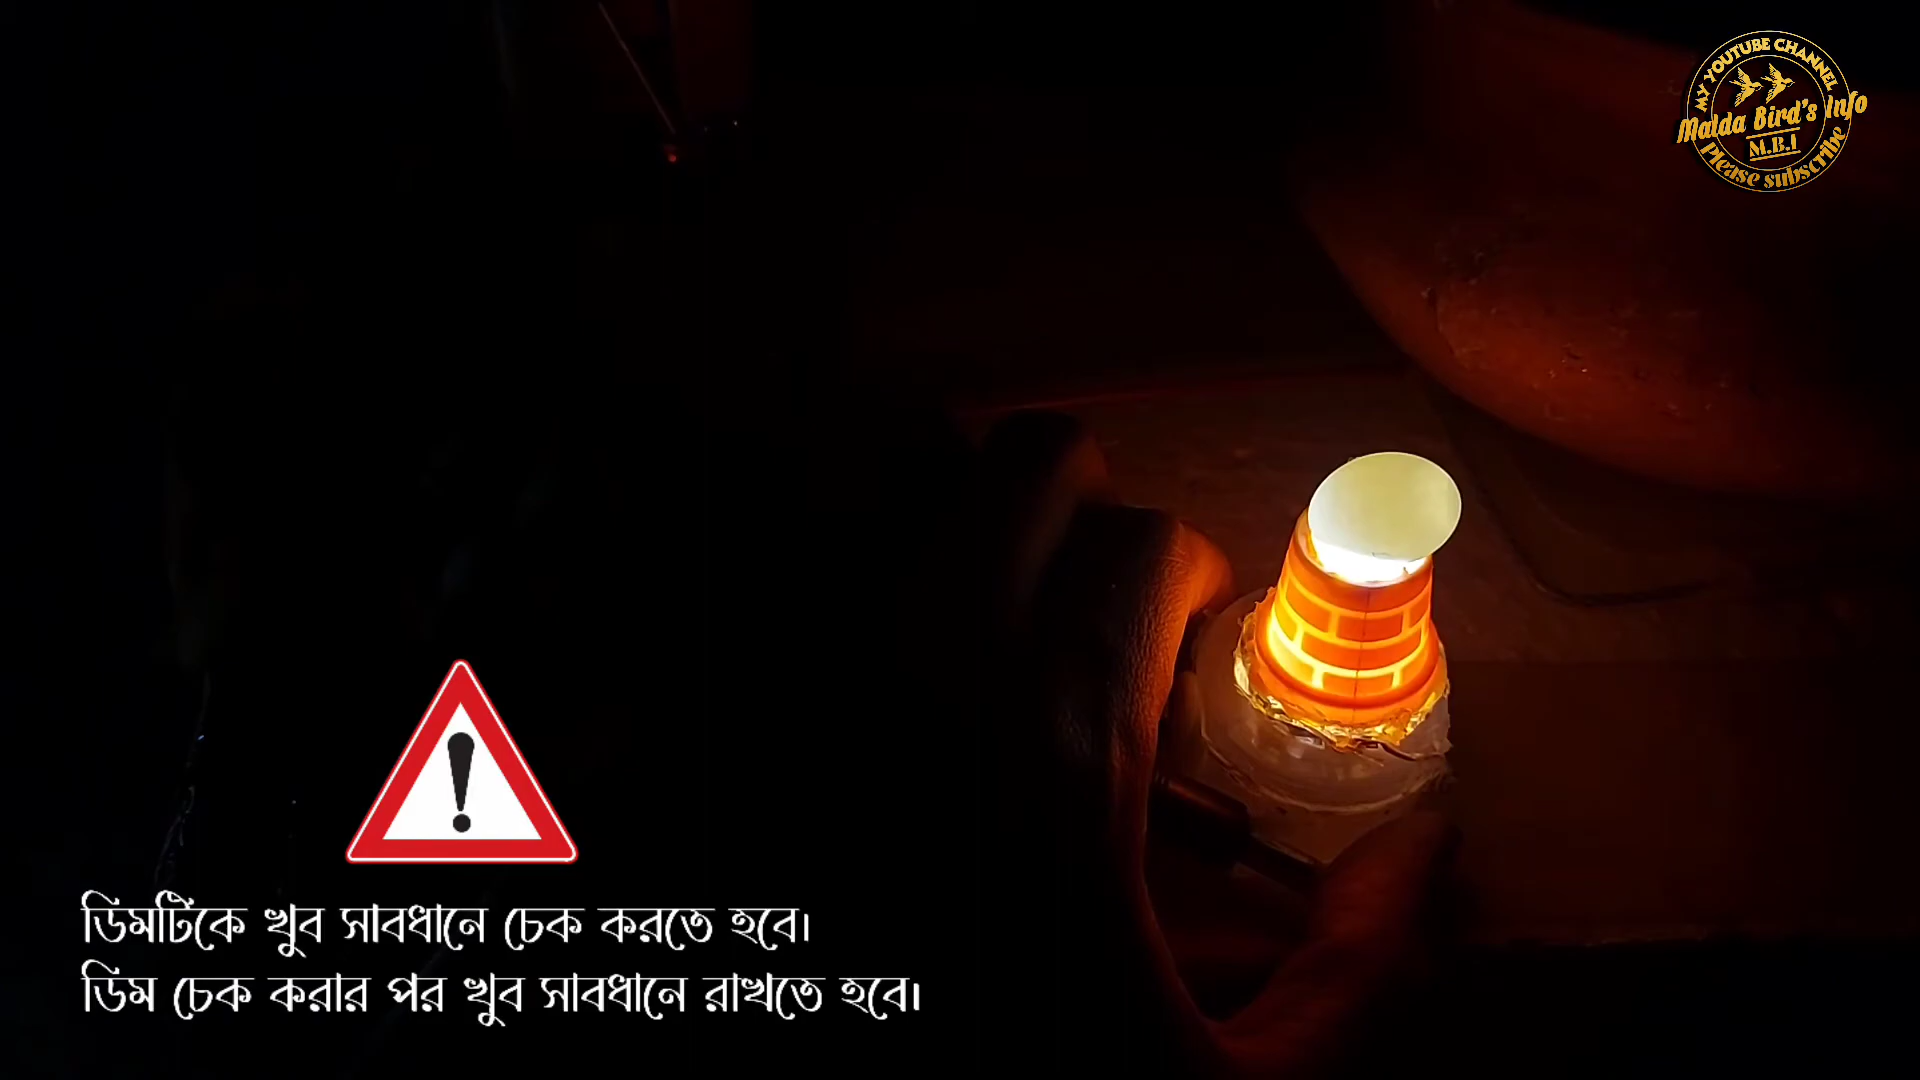 MY YOUTUBE CHANNEL
Malda Bird's Info
M.B.I
Please subscribe
ডিমটিকে খুব সাবধানে চেক করতে হবে।
ডিম চেক করার পর খুব সাবধানে রাখতে হবে।